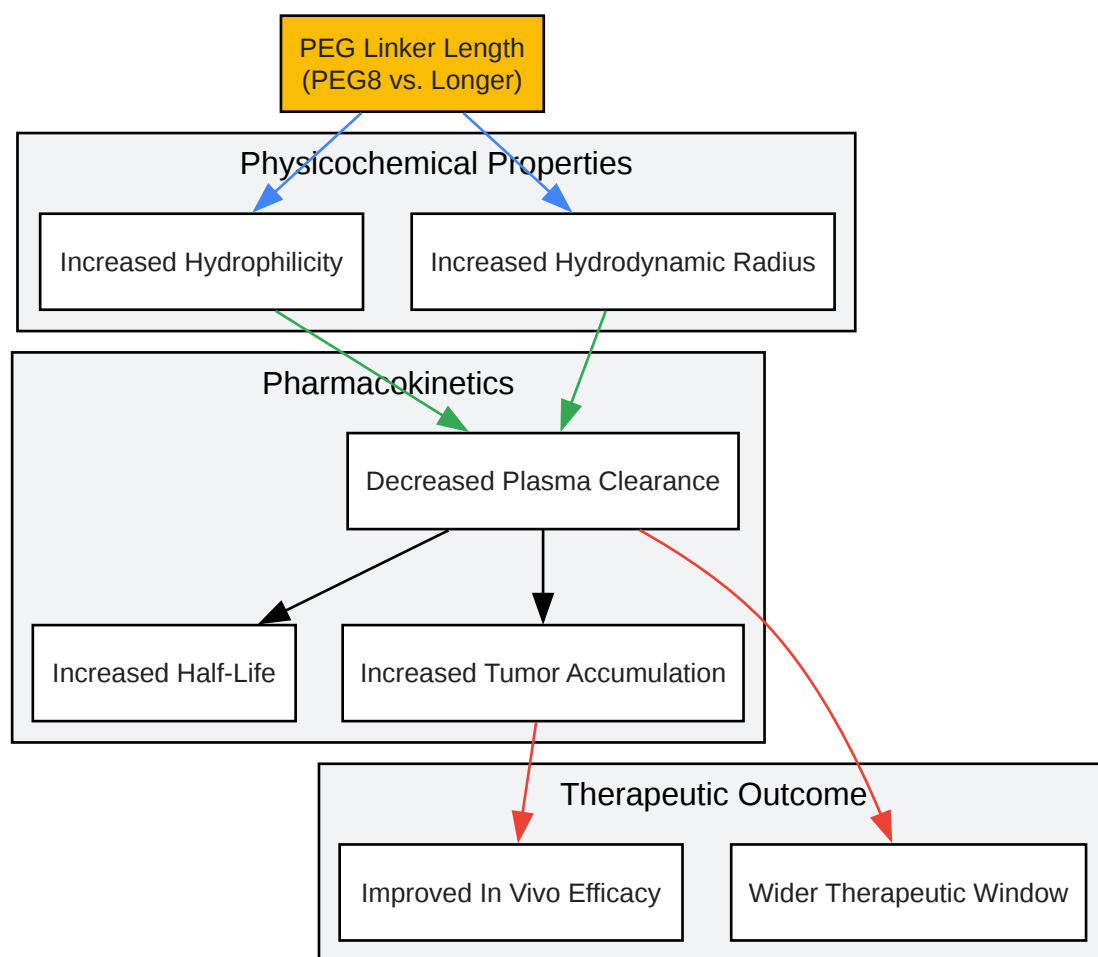 PEG Linker Length
(PEG8 vs. Longer)
Physicochemical Properties
Increased Hydrophilicity
Increased Hydrodynamic Radius
Pharmacokinetics
Decreased Plasma Clearance
Increased Half-Life
Increased Tumor Accumulation
Therapeutic Outcome
Improved In Vivo Efficacy
Wider Therapeutic Window